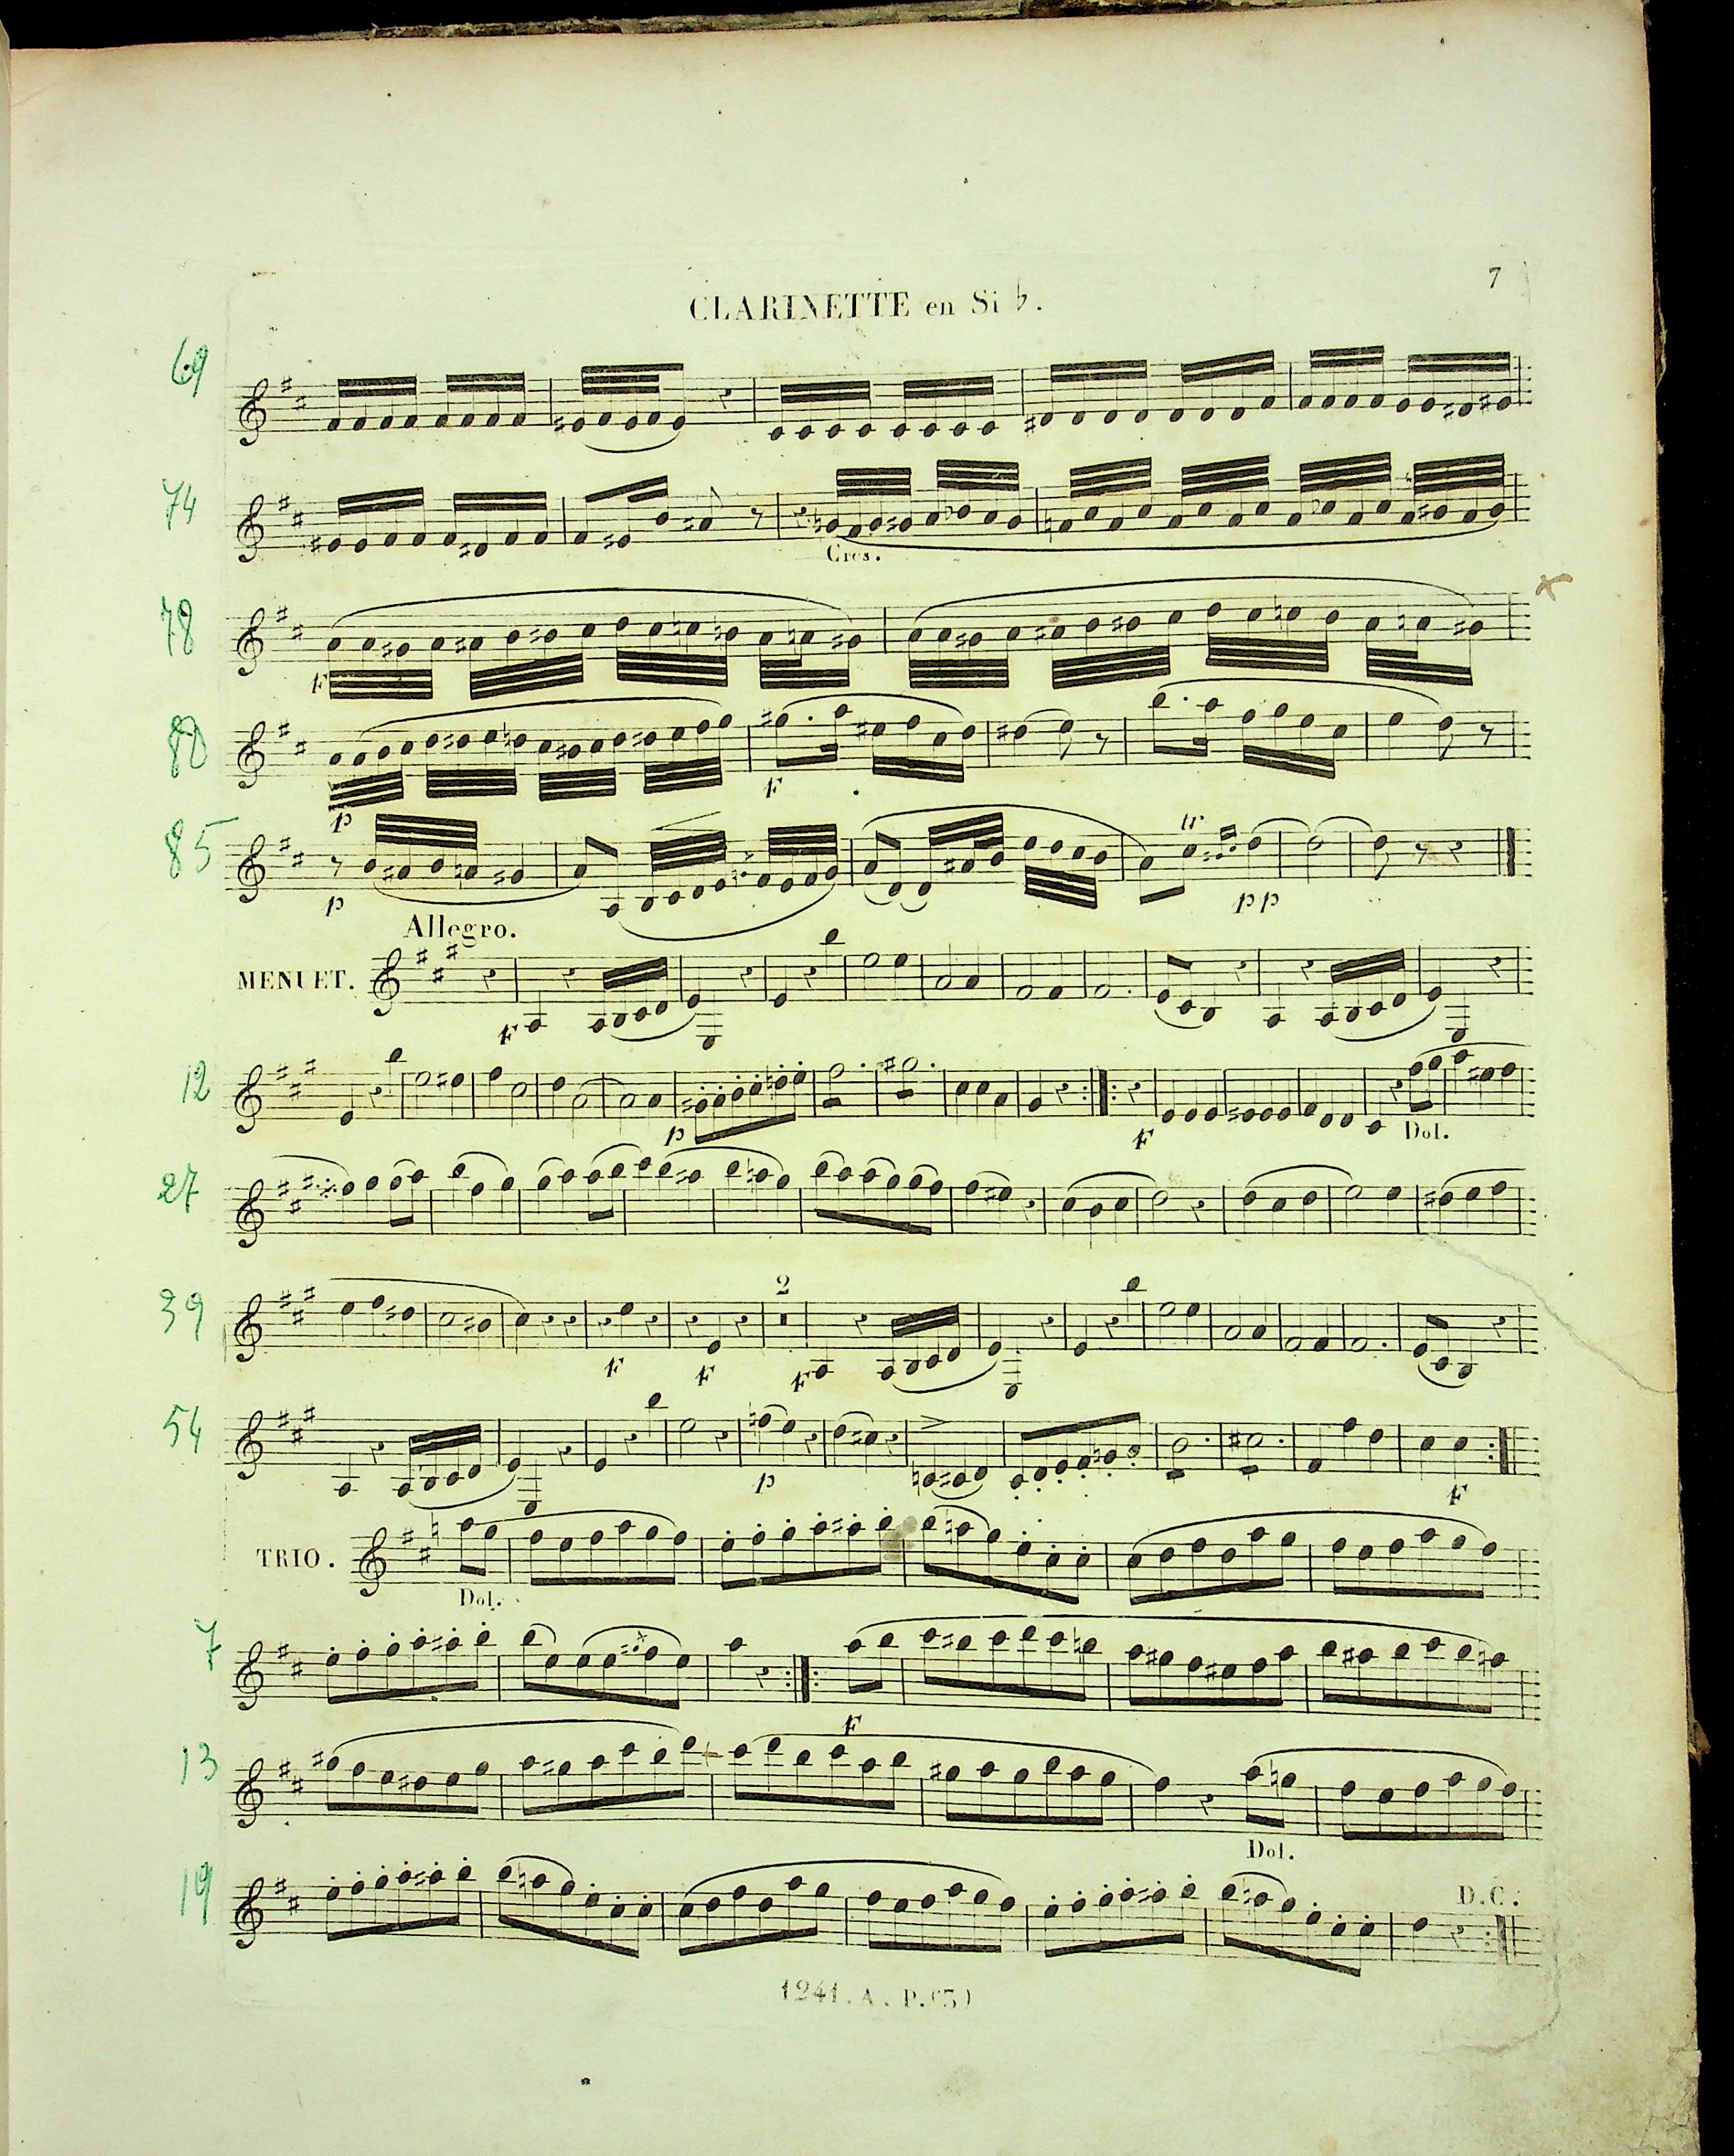 7
CLARINETTE en Si ♭.
69
74
Cres.
78
F
80
p
F
85
p
tr
pp
Allegro.
MENUET.
F
12
p
F
Dol.
27
39
2
F
F
F
54
p
F
TRIO.
Dol.
7
F
13
Dol.
19
D.C.
1241. A. P. (3)